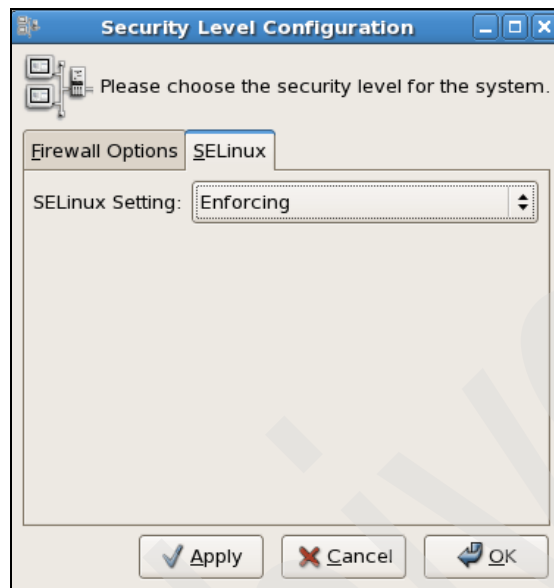 Security Level Configuration
Please choose the security level for the system.
Firewall Options
SELinux
SELinux Setting: Enforcing
Apply
Cancel
OK